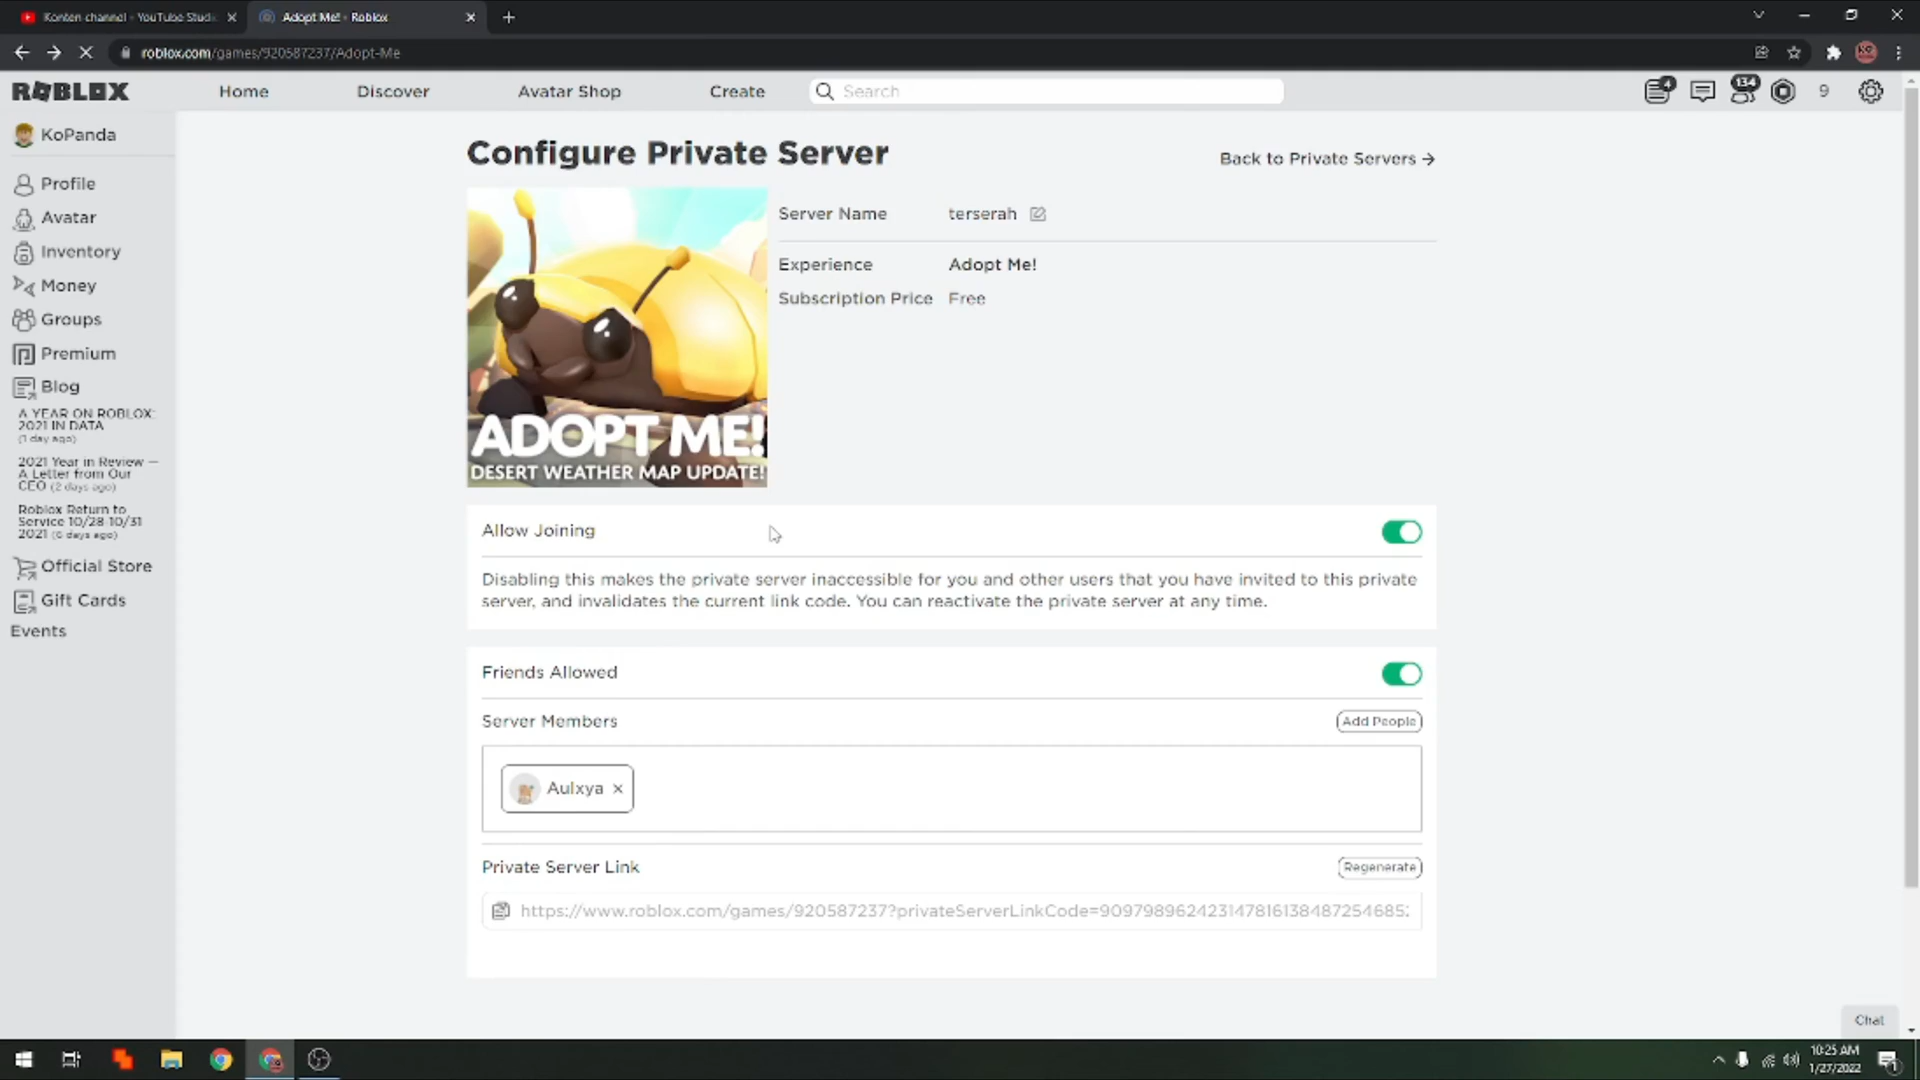 Konten channel - YouTube Studi
Adopt Me! - Roblox
roblox.com/games/920587237/Adopt-Me
ROBLOX
Home
Discover
Avatar Shop
Create
Search
4
134
9
KoPanda
Profile
Avatar
Inventory
Money
Groups
Premium
Blog
A YEAR ON ROBLOX:
2021 IN DATA
(1 day ago)
2021 Year in Review —
A Letter from Our
CEO (2 days ago)
Roblox Return to
Service 10/28-10/31
2021 (6 days ago)
Official Store
Gift Cards
Events
Configure Private Server
Back to Private Servers →
ADOPT ME!
DESERT WEATHER MAP UPDATE!
Server Name terserah
Experience Adopt Me!
Subscription Price Free
Allow Joining
Disabling this makes the private server inaccessible for you and other users that you have invited to this private
server, and invalidates the current link code. You can reactivate the private server at any time.
Friends Allowed
Server Members
Add People
Aulxya ×
Private Server Link
Regenerate
https://www.roblox.com/games/920587237?privateServerLinkCode=9097989624231478161384872546852
Chat
10:25 AM
1/27/2022
1